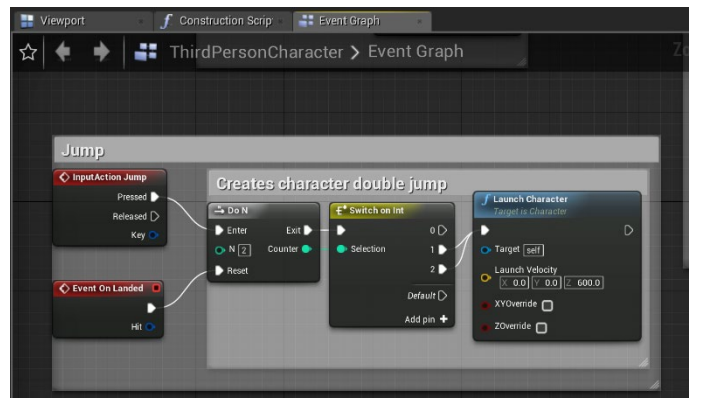 Viewport
Construction Scrip
Event Graph
ThirdPersonCharacter > Event Graph
Jump
InputAction Jump
Pressed
Released
Key
Event On Landed
Hit
Creates character double jump
Do N
Enter Exit
N 2 Counter
Reset
Switch on Int
0
Selection 1
2
Default
Add pin +
f Launch Character
Target is Character
Target self
Launch Velocity
X 0.0 Y 0.0 Z 600.0
XYOverride
ZOverride